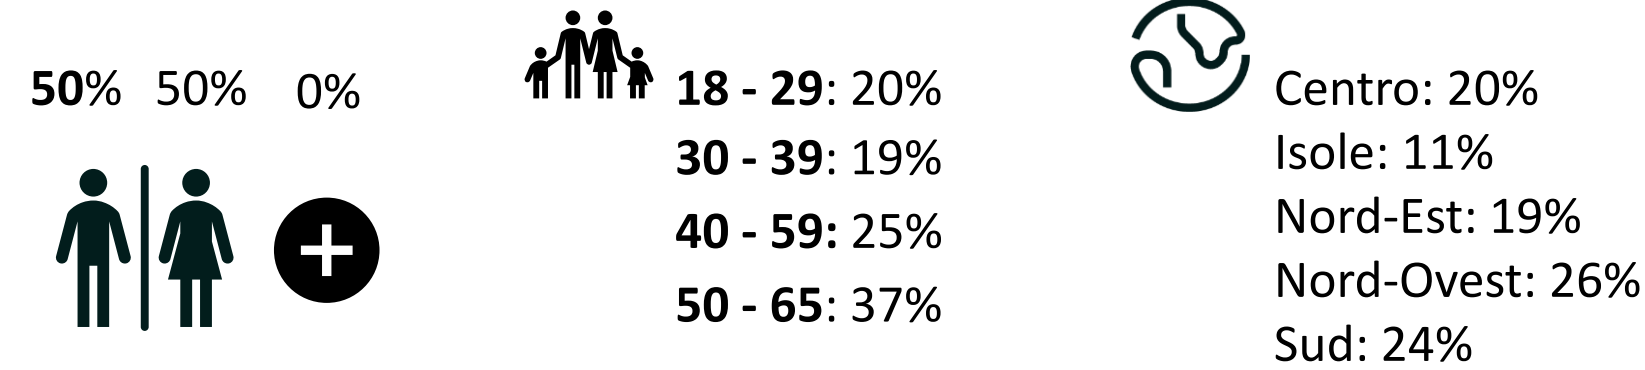 50% 50% 0%
18 - 29: 20%
30 - 39: 19%
40 - 59: 25%
50 - 65: 37%
Centro: 20%
Isole: 11%
Nord-Est: 19%
Nord-Ovest: 26%
Sud: 24%